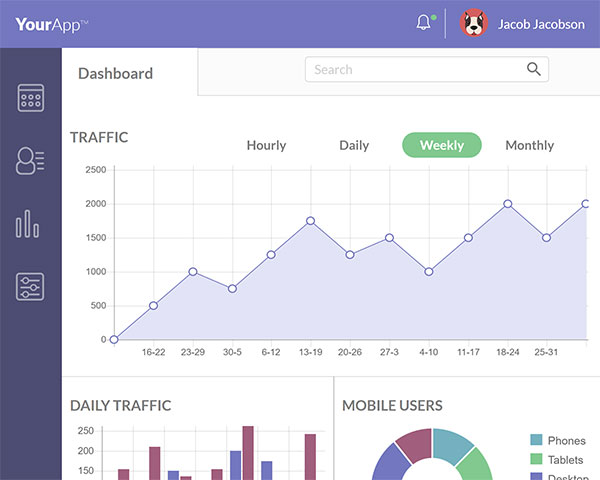 YourApp™
Jacob Jacobson
Dashboard
Search
TRAFFIC
Hourly Daily Weekly Monthly
2500
2000
1500
1000
500
0
16-22 23-29 30-5 6-12 13-19 20-26 27-3 4-10 11-17 18-24 25-31
DAILY TRAFFIC
250
200
150
MOBILE USERS
Phones
Tablets
Desktop